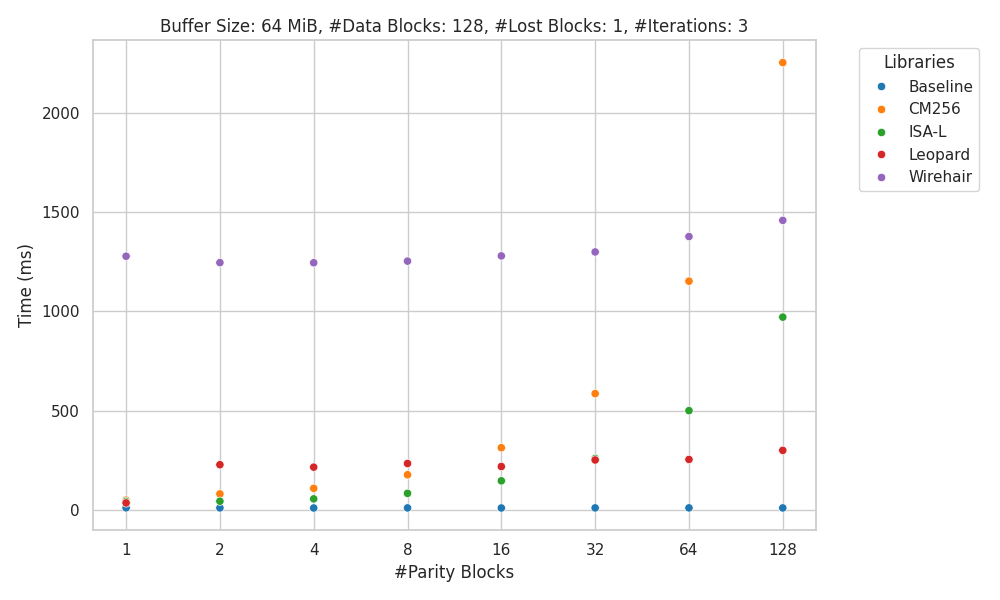 Buffer Size: 64 MiB, #Data Blocks: 128, #Lost Blocks: 1, #Iterations: 3
Libraries
Baseline
CM256
ISA-L
Leopard
Wirehair
Time (ms)
2000
1500
1000
500
0
1 2 4 8 16 32 64 128
#Parity Blocks